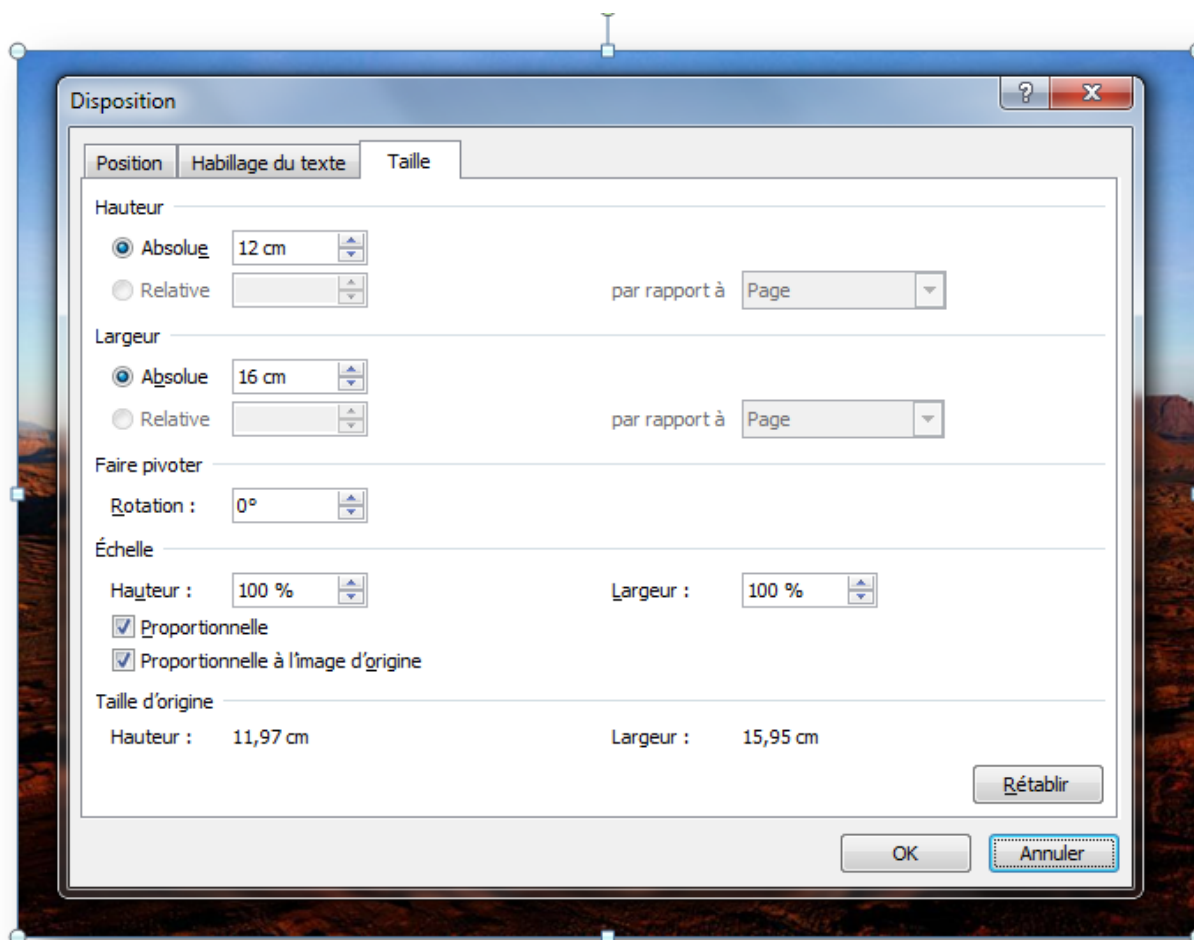 Disposition
Position Habillage du texte Taille
Hauteur
Absolue 12 cm
Relative par rapport à Page
Largeur
Absolue 16 cm
Relative par rapport à Page
Faire pivoter
Rotation : 0°
Échelle
Hauteur : 100 % Largeur : 100 %
Proportionnelle
Proportionnelle à l'image d'origine
Taille d'origine
Hauteur : 11,97 cm Largeur : 15,95 cm
Rétablir
OK Annuler